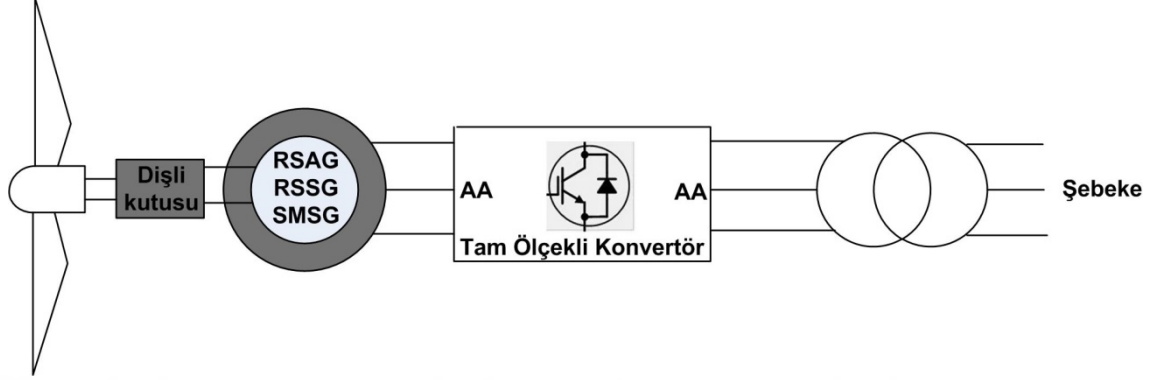 Dişli
kutusu
RSAG
RSSG
SMSG
AA
AA
Tam Ölçekli Konvertör
Şebeke